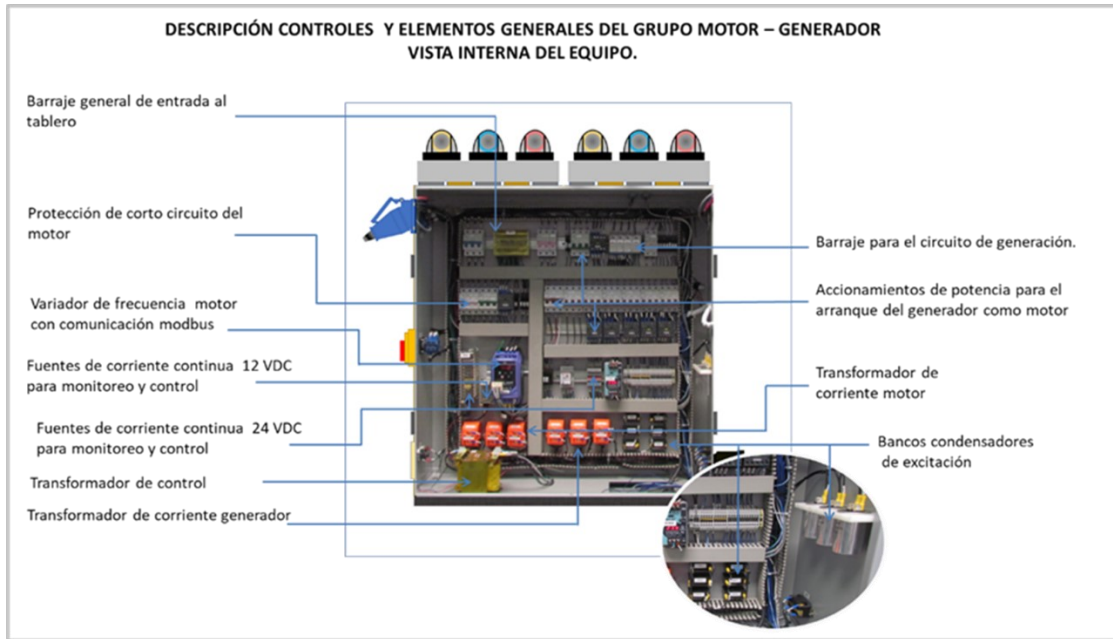 DESCRIPCIÓN CONTROLES Y ELEMENTOS GENERALES DEL GRUPO MOTOR – GENERADOR
VISTA INTERNA DEL EQUIPO.
Barraje general de entrada al
tablero
Protección de corto circuito del
motor
Variador de frecuencia motor
con comunicación modbus
Fuentes de corriente continua 12 VDC
para monitoreo y control
Fuentes de corriente continua 24 VDC
para monitoreo y control
Transformador de control
Transformador de corriente generador
Barraje para el circuito de generación.
Accionamientos de potencia para el
arranque del generador como motor
Transformador de
corriente motor
Bancos condensadores
de excitación